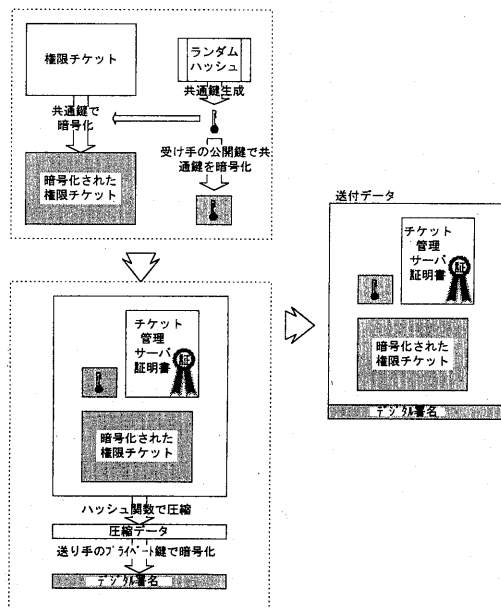 権限チケット
ランダム
ハッシュ
共通鍵生成
共通鍵で
暗号化
受け手の公開鍵で共
通鍵を暗号化
暗号化された
権限チケット
チケット
管理
サーバ
証明書
証
暗号化された
権限チケット
ハッシュ関数で圧縮
圧縮データ
送り手のプライベート鍵で暗号化
デジタル署名
送付データ
チケット
管理
サーバ
証明書
証
暗号化された
権限チケット
デジタル署名